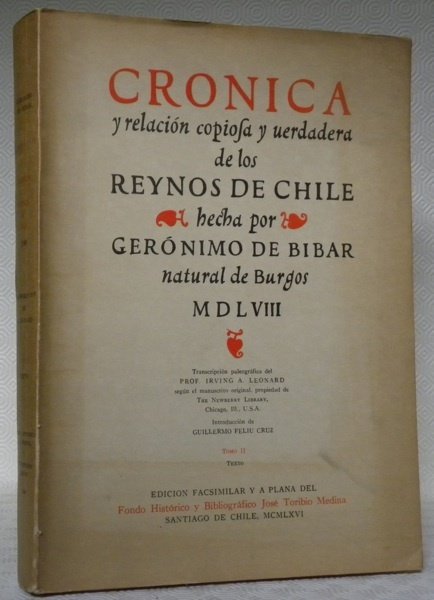 CRONICA
y relación copioſa y uerdadera
de los
REYNOS DE CHILE
hecha por
GERÓNIMO DE BIBAR
natural de Burgos
MDLVIII
Transcripción paleográfica del
PROF. IRVING A. LEONARD
según el manuscrito original, propiedad de
THE NEWBERRY LIBRARY,
Chicago, Ill., U.S.A.
Introducción de
GUILLERMO FELIU CRUZ
TOMO II
TEXTO
EDICION FACSIMILAR Y A PLANA DEL
Fondo Histórico y Bibliográfico José Toribio Medina
SANTIAGO DE CHILE, MCMLXVI